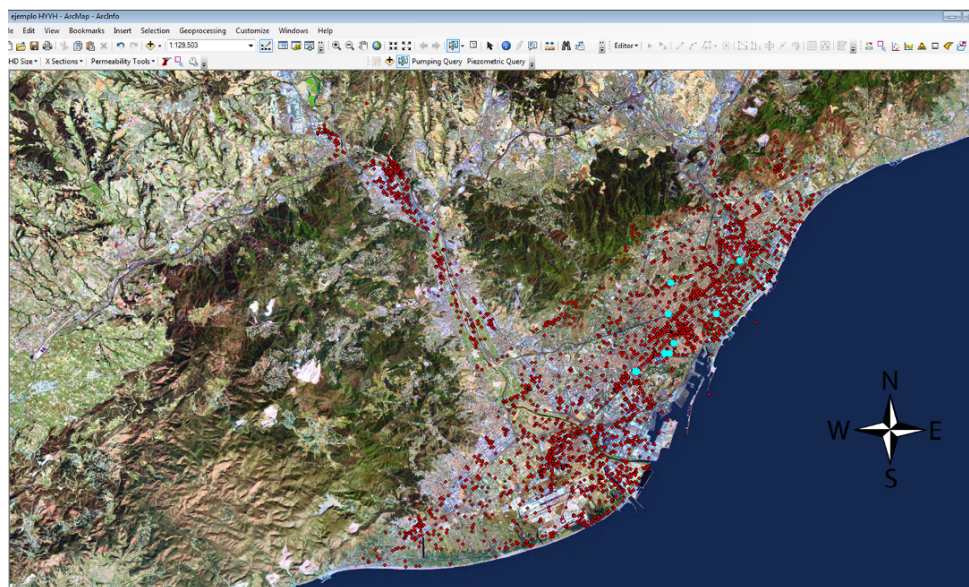 ejemplo HYYH - ArcMap - ArcInfo
Edit View Bookmarks Insert Selection Geoprocessing Customize Windows Help
1:129.503 Editor
HD Size X Sections Permeability Tools Pumping Query Piezometric Query
N
W E
S